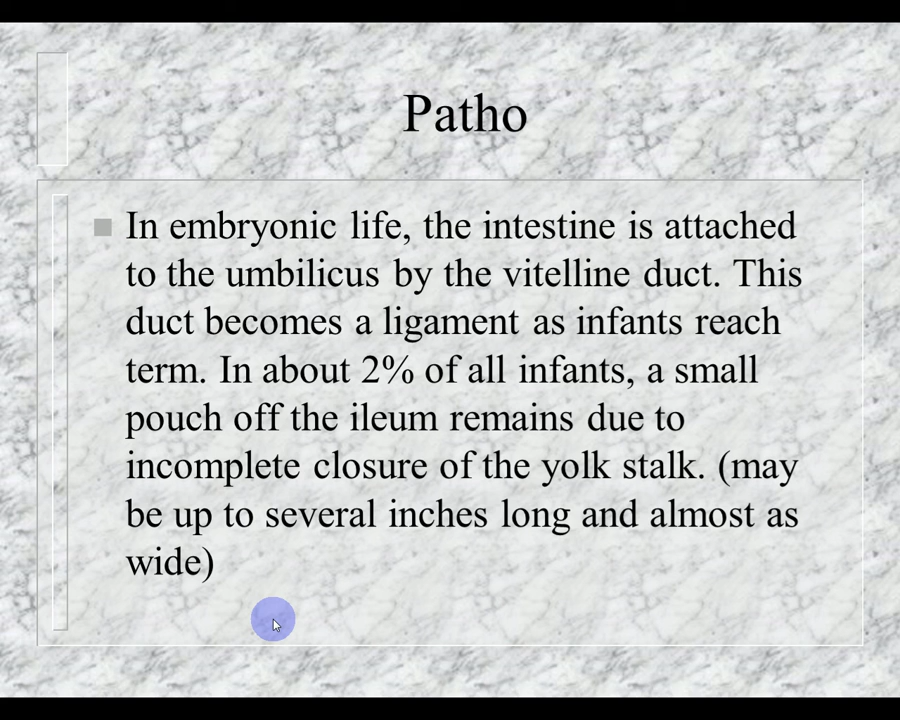 Patho
In embryonic life, the intestine is attached
to the umbilicus by the vitelline duct. This
duct becomes a ligament as infants reach
term. In about 2% of all infants, a small
pouch off the ileum remains due to
incomplete closure of the yolk stalk. (may
be up to several inches long and almost as
wide)